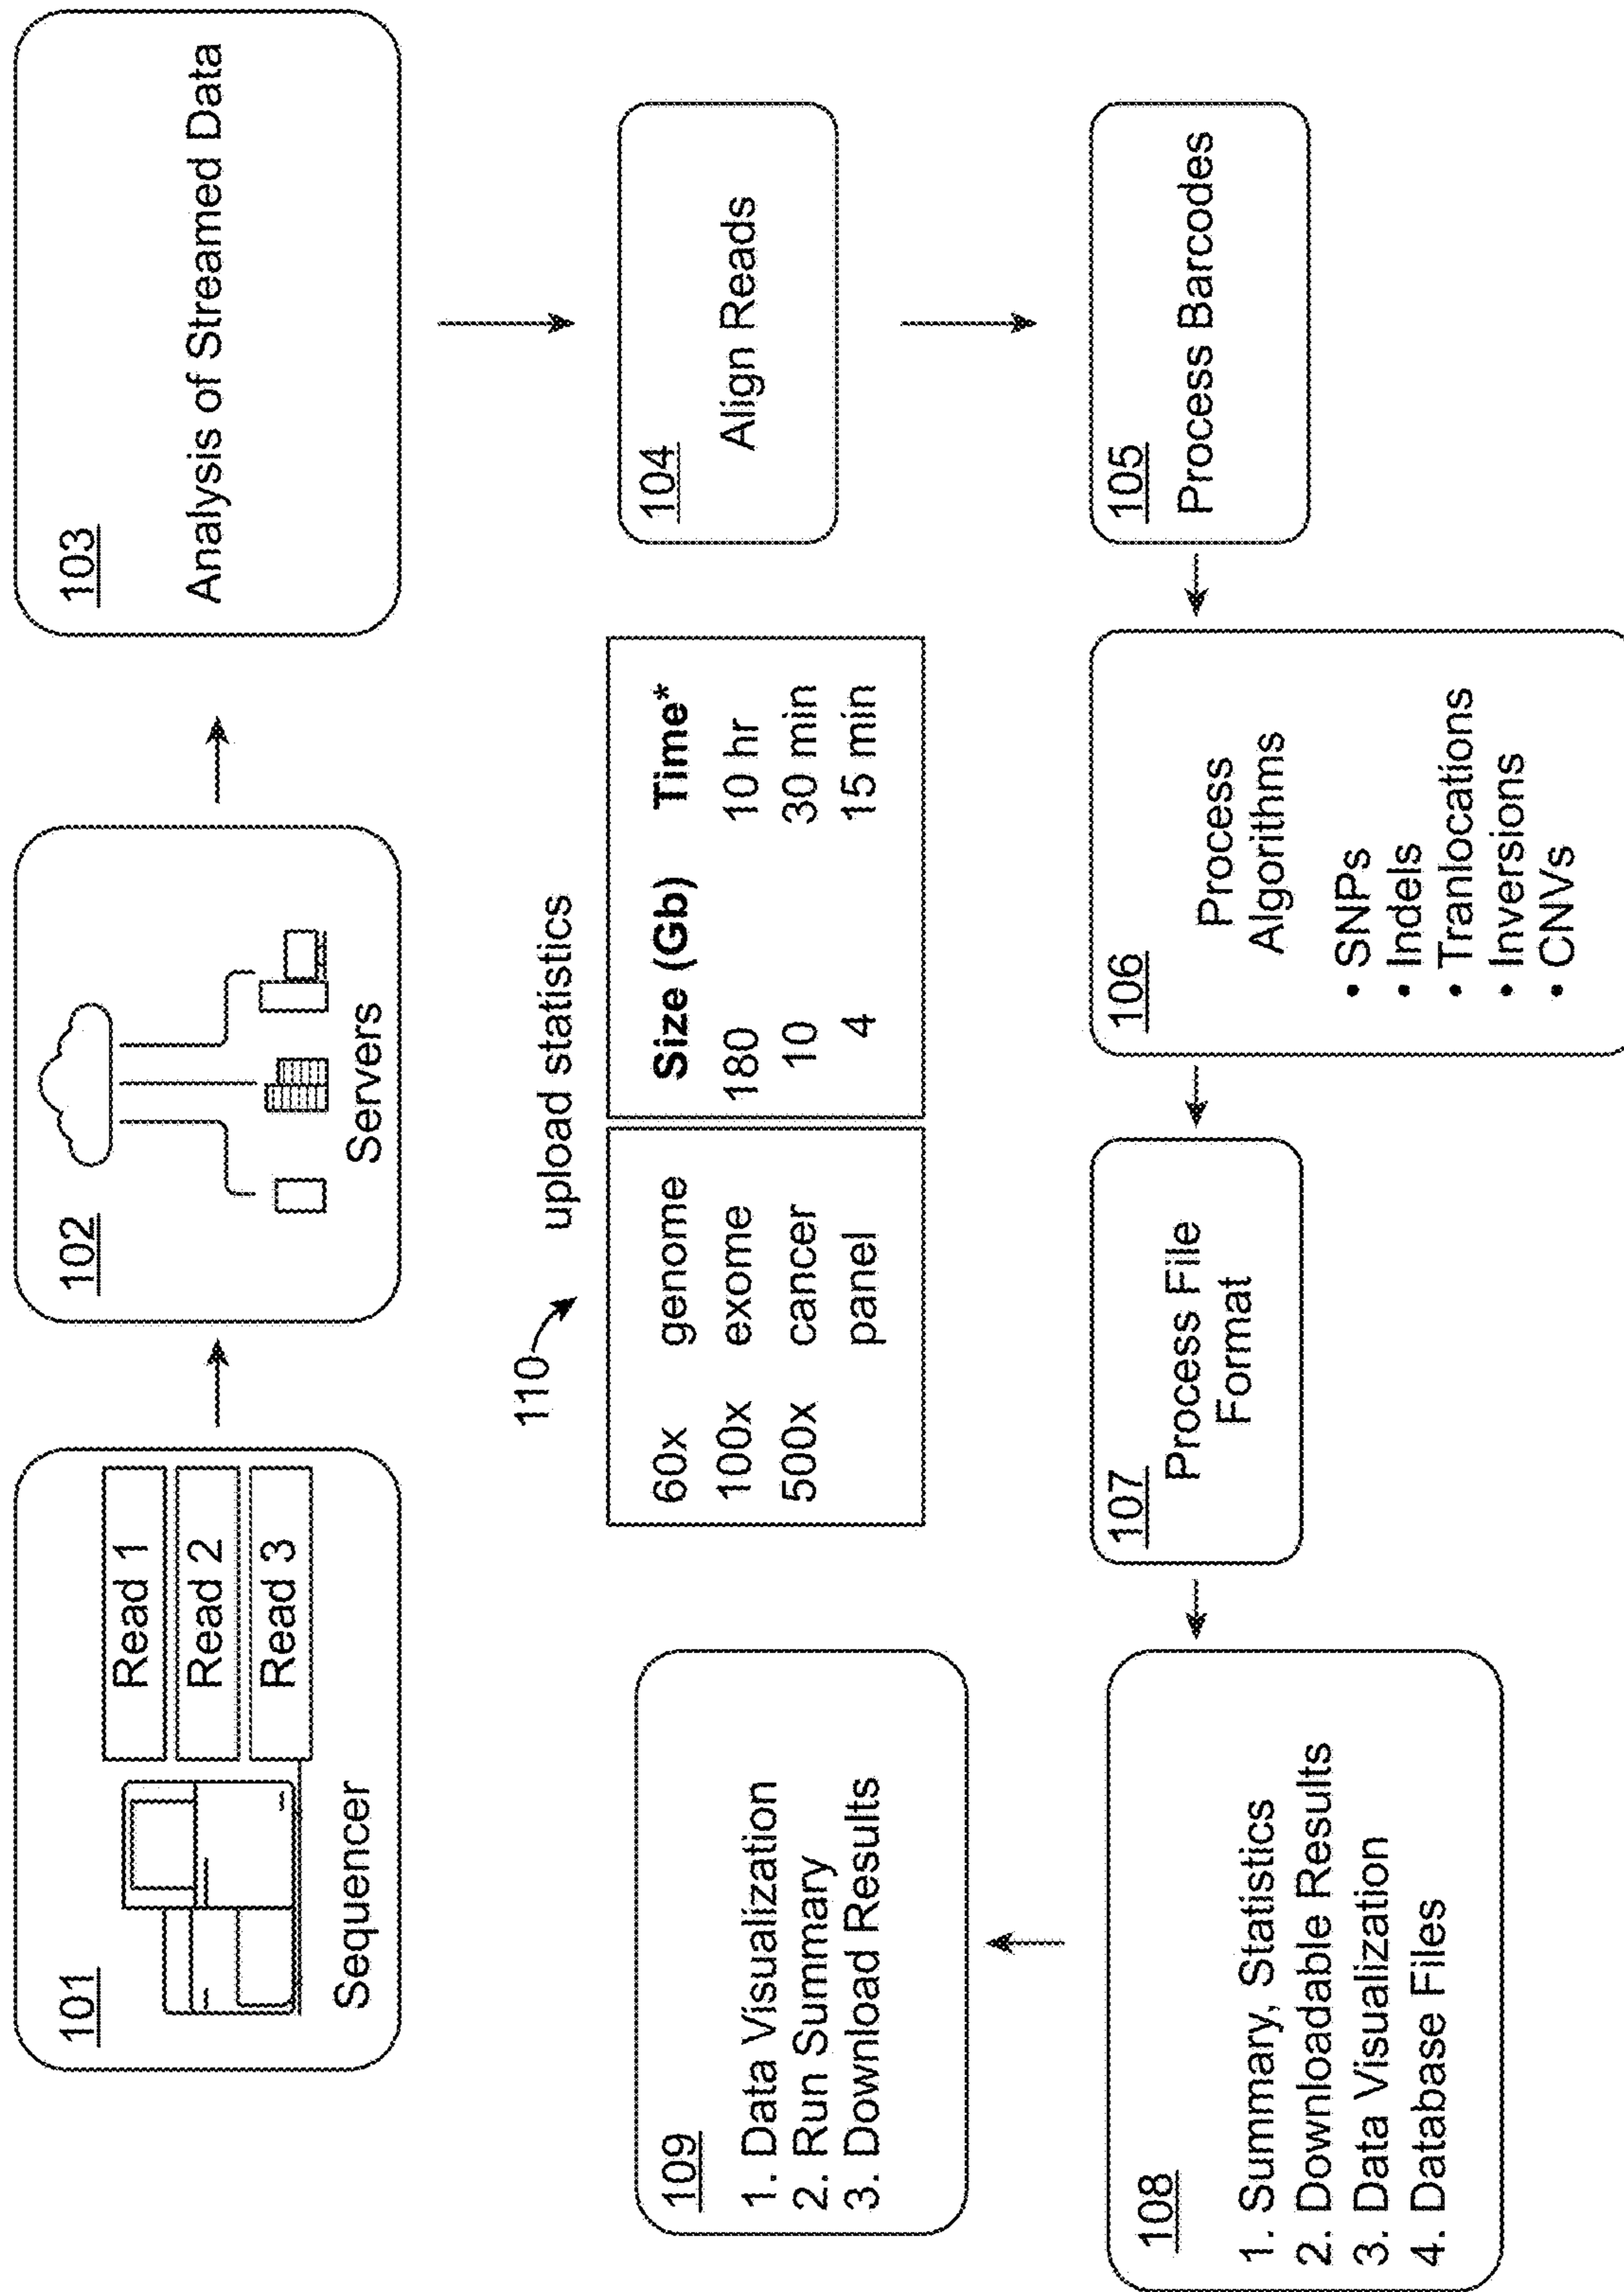 101
Read 1
Read 2
Read 3
Sequencer
102
Servers
103
Analysis of Streamed Data
110
upload statistics
60x genome
100x exome
500x cancer
panel
Size (Gb) Time*
180 10 hr
10 30 min
4 15 min
104
Align Reads
105
Process Barcodes
106
Process
Algorithms
• SNPs
• Indels
• Tranlocations
• Inversions
• CNVs
107
Process File
Format
108
1. Summary, Statistics
2. Downloadable Results
3. Data Visualization
4. Database Files
109
1. Data Visualization
2. Run Summary
3. Download Results